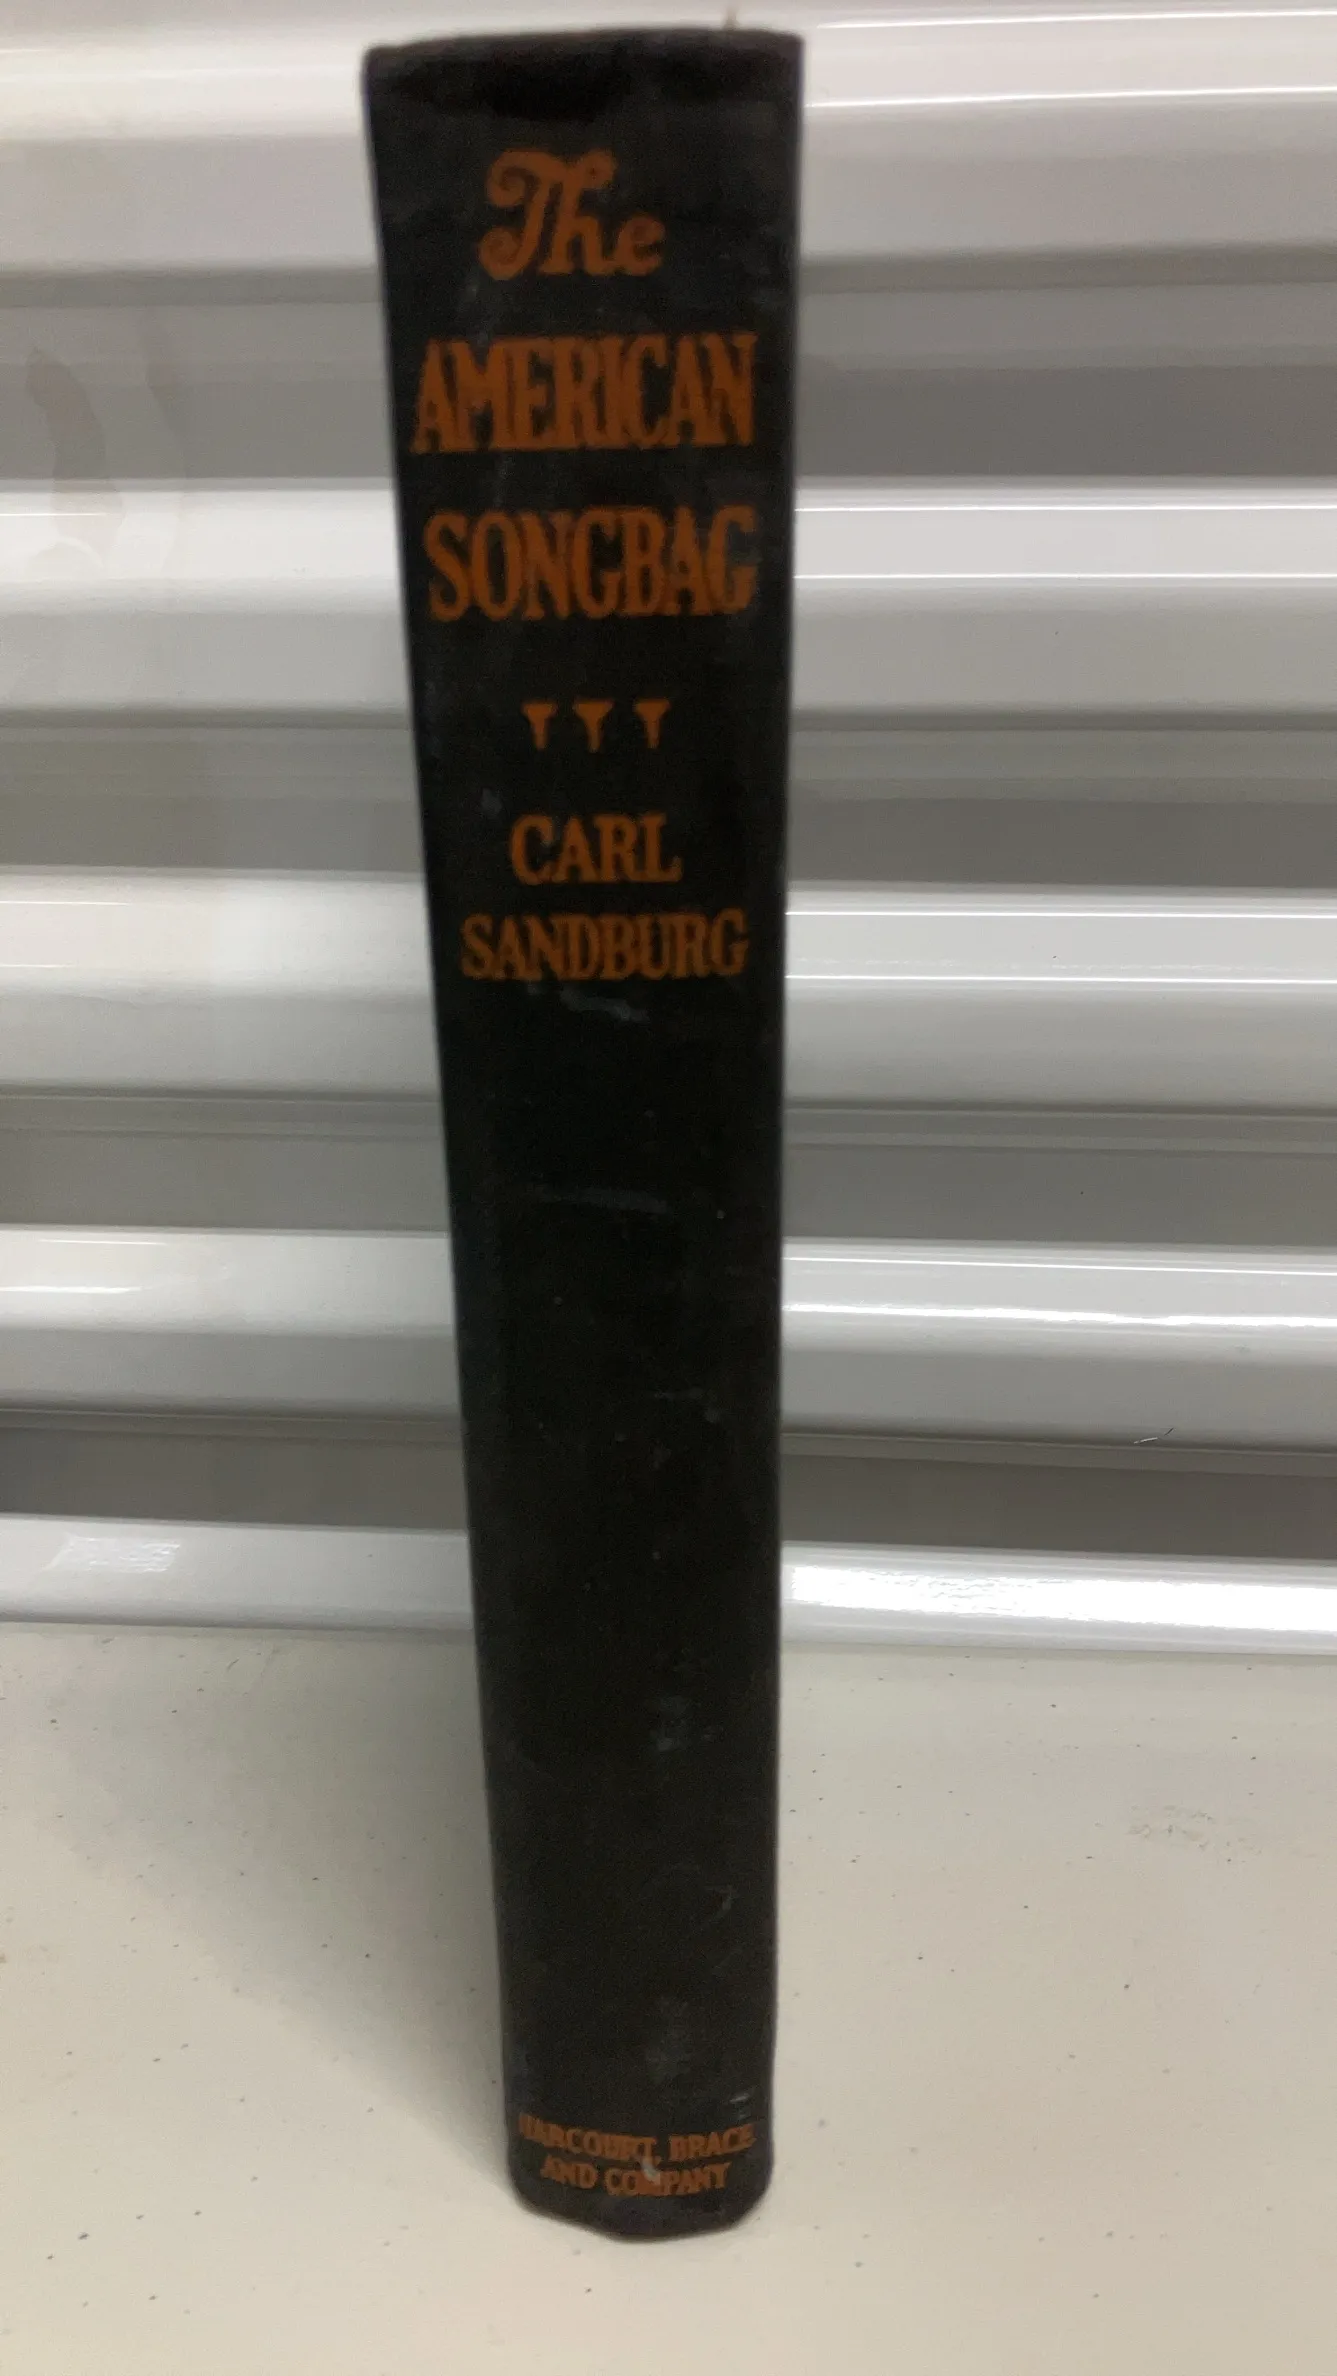 The
AMERICAN
SONGBAG
CARL
SANDBURG
HARCOURT, BRACE
AND COMPANY